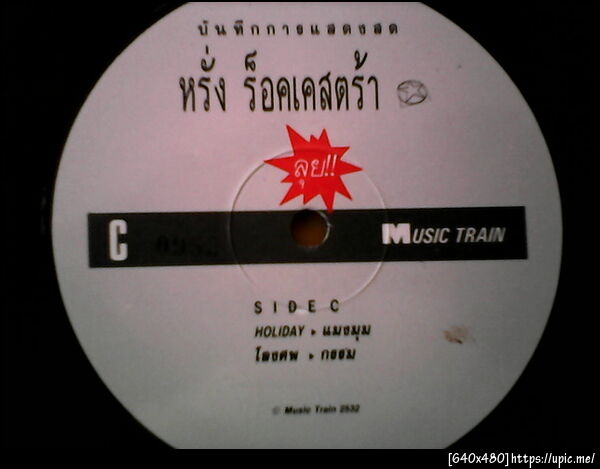 บันทึกการแสดงสด
หรั่ง ร็อคเคสตร้า
ลุย!!
C
MUSIC TRAIN
SIDE C
HOLIDAY ▸ แมงมุม
โลงศพ ▸ กรรม
© Music Train 2532
[640x480]https://upic.me/